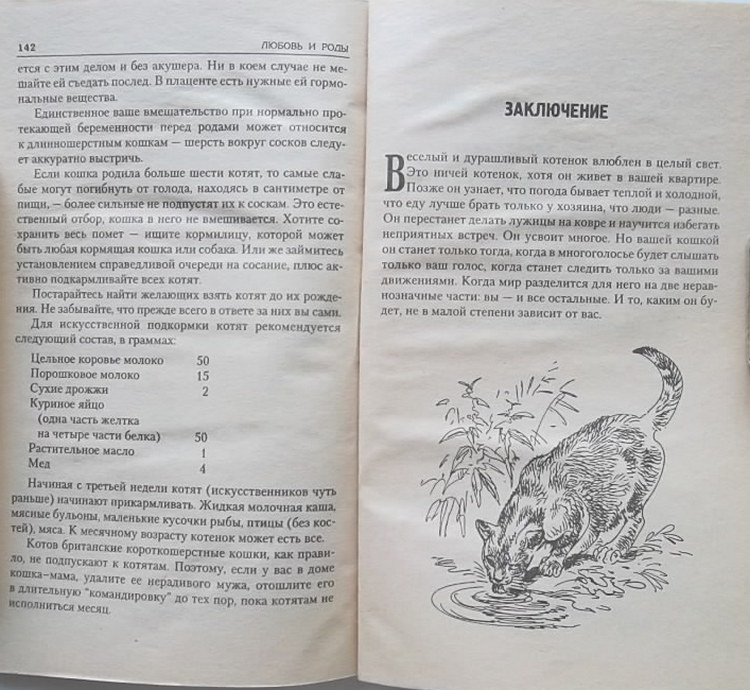 142 ЛЮБОВЬ И РОДЫ
ется с этим делом и без акушера. Ни в коем случае не ме-
шайте ей съедать послед. В плаценте есть нужные ей гормо-
нальные вещества.
Единственное ваше вмешательство при нормально про-
текающей беременности перед родами может относится
к длинношерстным кошкам — шерсть вокруг сосков следу-
ет аккуратно выстричь.
Если кошка родила больше шести котят, то самые сла-
бые могут погибнуть от голода, находясь в сантиметре от
пищи, — более сильные не подпустят их к соскам. Это есте-
ственный отбор, кошка в него не вмешивается. Хотите со-
хранить весь помет — ищите кормилицу, которой может
быть любая кормящая кошка или собака. Или же займитесь
установлением справедливой очереди на сосание, плюс ак-
тивно подкармливайте всех котят.
Постарайтесь найти желающих взять котят до их рожде-
ния. Не забывайте, что прежде всего в ответе за них вы сами.
Для искусственной подкормки котят рекомендуется
следующий состав, в граммах:
Цельное коровье молоко 50
Порошковое молоко 15
Сухие дрожжи 2
Куриное яйцо
(одна часть желтка
на четыре части белка) 50
Растительное масло 1
Мед 4
Начиная с третьей недели котят (искусственников чуть
раньше) начинают прикармливать. Жидкая молочная каша,
мясные бульоны, маленькие кусочки рыбы, птицы (без кос-
тей), мяса. К месячному возрасту котенок может есть все.
Котов британские короткошерстные кошки, как прави-
ло, не подпускают к котятам. Поэтому, если у вас в доме
кошка-мама, удалите ее нерадивого мужа, отошлите его
в длительную "командировку" до тех пор, пока котятам не
исполниться месяц.
ЗАКЛЮЧЕНИЕ
Веселый и дурашливый котенок влюблен в целый свет.
Это ничей котенок, хотя он живет в вашей квартире.
Позже он узнает, что погода бывает теплой и холодной,
что еду лучше брать только у хозяина, что люди — разные.
Он перестанет делать лужицы на ковре и научится избегать
неприятных встреч. Он усвоит многое. Но вашей кошкой
он станет только тогда, когда в многоголосье будет слышать
только ваш голос, когда станет следить только за вашими
движениями. Когда мир разделится для него на две нерав-
нозначные части: вы — и все остальные. И то, каким он бу-
дет, не в малой степени зависит от вас.